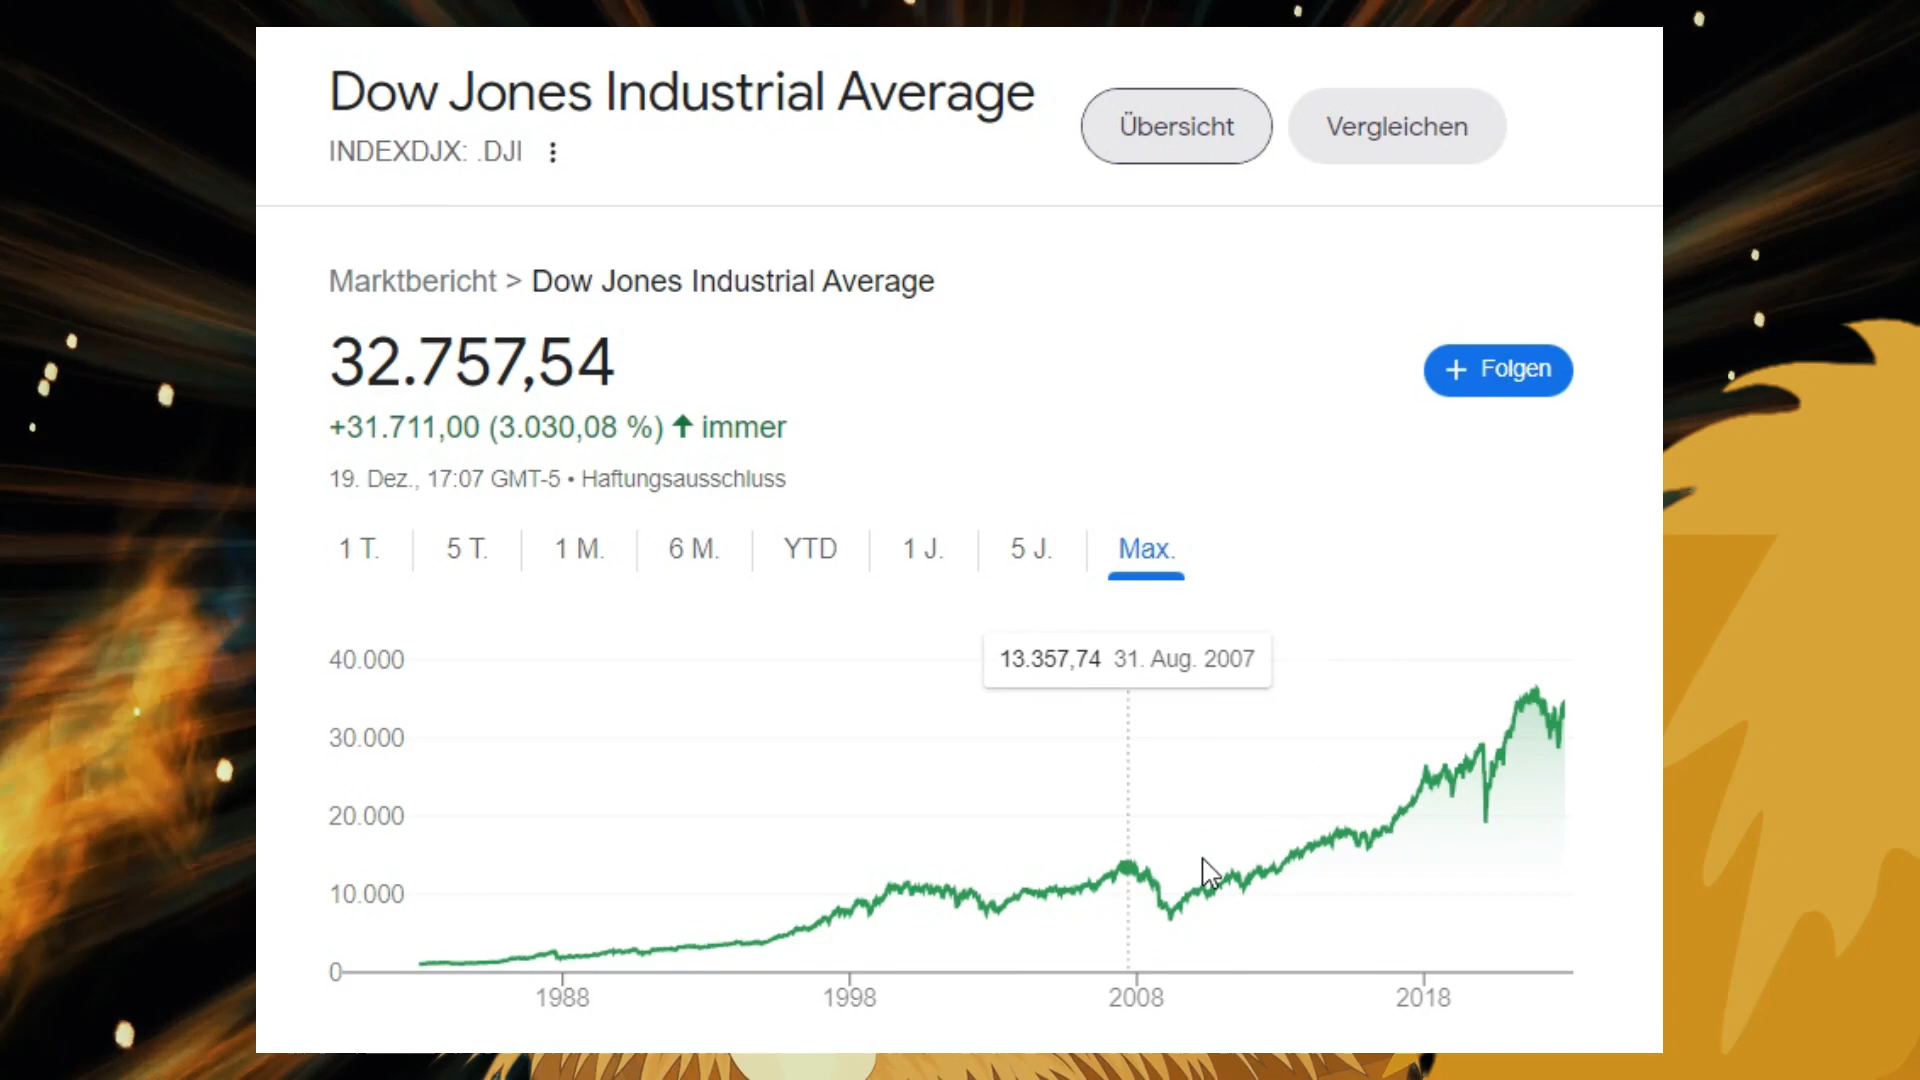 Dow Jones Industrial Average
INDEXDJX: .DJI
Übersicht
Vergleichen
Marktbericht > Dow Jones Industrial Average
32.757,54
+31.711,00 (3.030,08 %) ↑ immer
+ Folgen
19. Dez., 17:07 GMT-5 • Haftungsausschluss
1 T. 5 T. 1 M. 6 M. YTD 1 J. 5 J. Max.
13.357,74 31. Aug. 2007
40.000
30.000
20.000
10.000
0
1988 1998 2008 2018